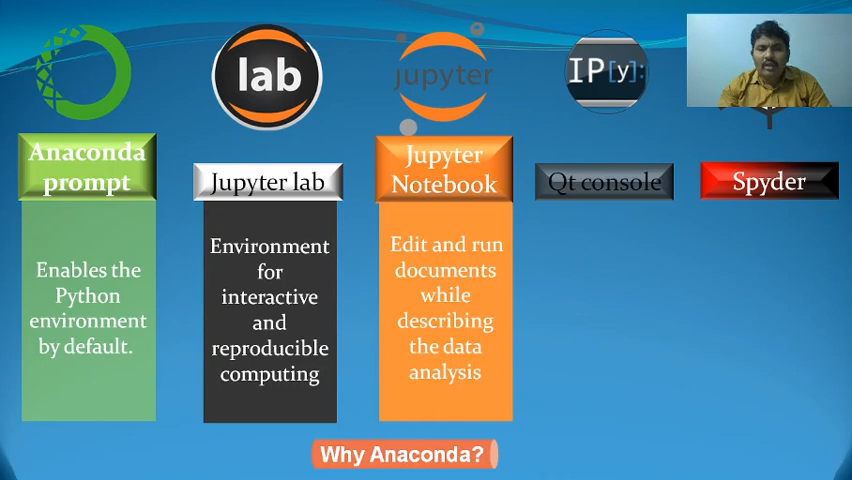 lab
jupyter
IP[y]:
Anaconda
prompt
Jupyter lab
Jupyter
Notebook
Qt console
Spyder
Enables the
Python
environment
by default.
Environment
for
interactive
and
reproducible
computing
Edit and run
documents
while
describing
the data
analysis
Why Anaconda?